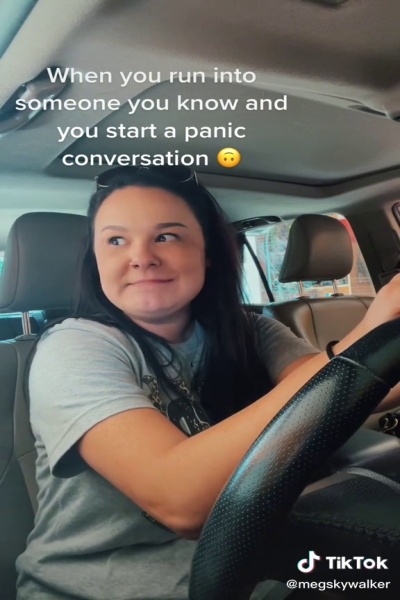 When you run into
someone you know and
you start a panic
conversation 🙃
TikTok
@megskywalker